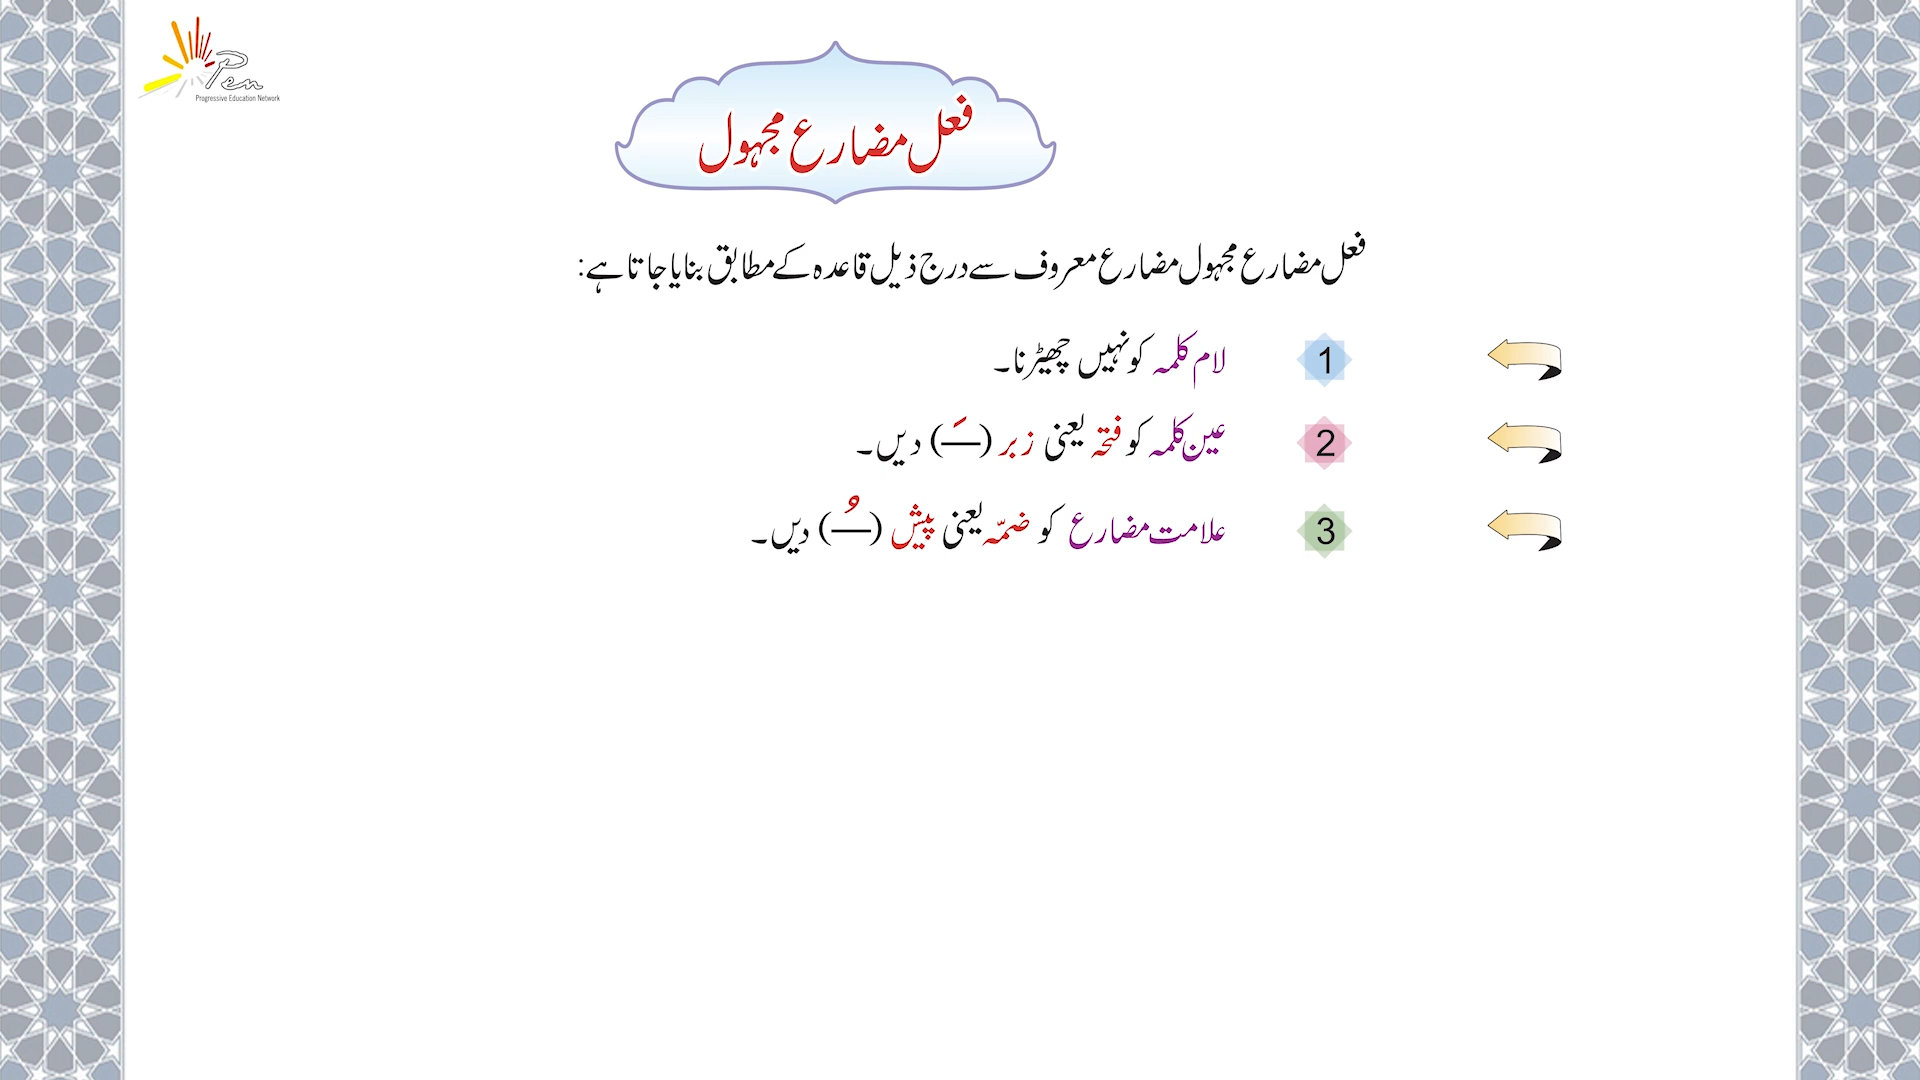 Pen
Progressive Education Network
فعل مضارع مجہول
فعل مضارع مجہول مضارع معروف سے درج ذیل قاعدہ کے مطابق بنایا جاتا ہے:
1 لام کلمہ کو نہیں چھیڑنا۔
2 عین کلمہ کو فتحہ یعنی زبر (ـَـ) دیں۔
3 علامت مضارع کو ضمّہ یعنی پیش (ـُـ) دیں۔